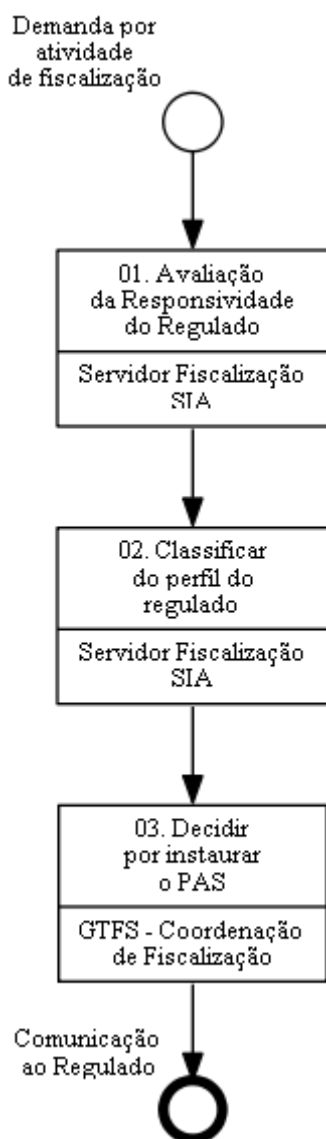 Demanda por
atividade
de fiscalização
01. Avaliação
da Responsividade
do Regulado
Servidor Fiscalização
SIA
02. Classificar
do perfil do
regulado
Servidor Fiscalização
SIA
03. Decidir
por instaurar
o PAS
GTFS - Coordenação
de Fiscalização
Comunicação
ao Regulado